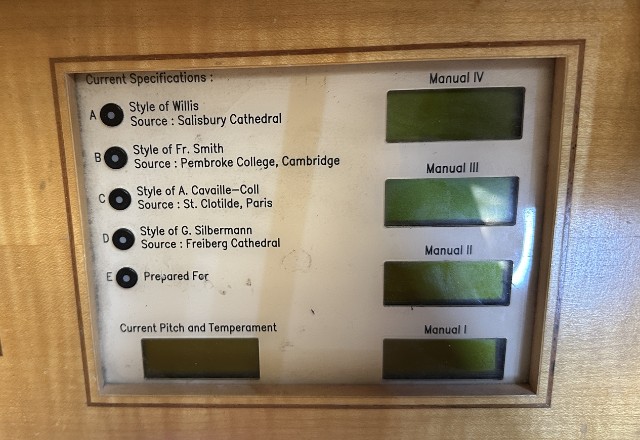 Current Specifications :
A Style of Willis
Source : Salisbury Cathedral
B Style of Fr. Smith
Source : Pembroke College, Cambridge
C Style of A. Cavaille-Coll
Source : St. Clotilde, Paris
D Style of G. Silbermann
Source : Freiberg Cathedral
E Prepared For
Current Pitch and Temperament
Manual IV
Manual III
Manual II
Manual I